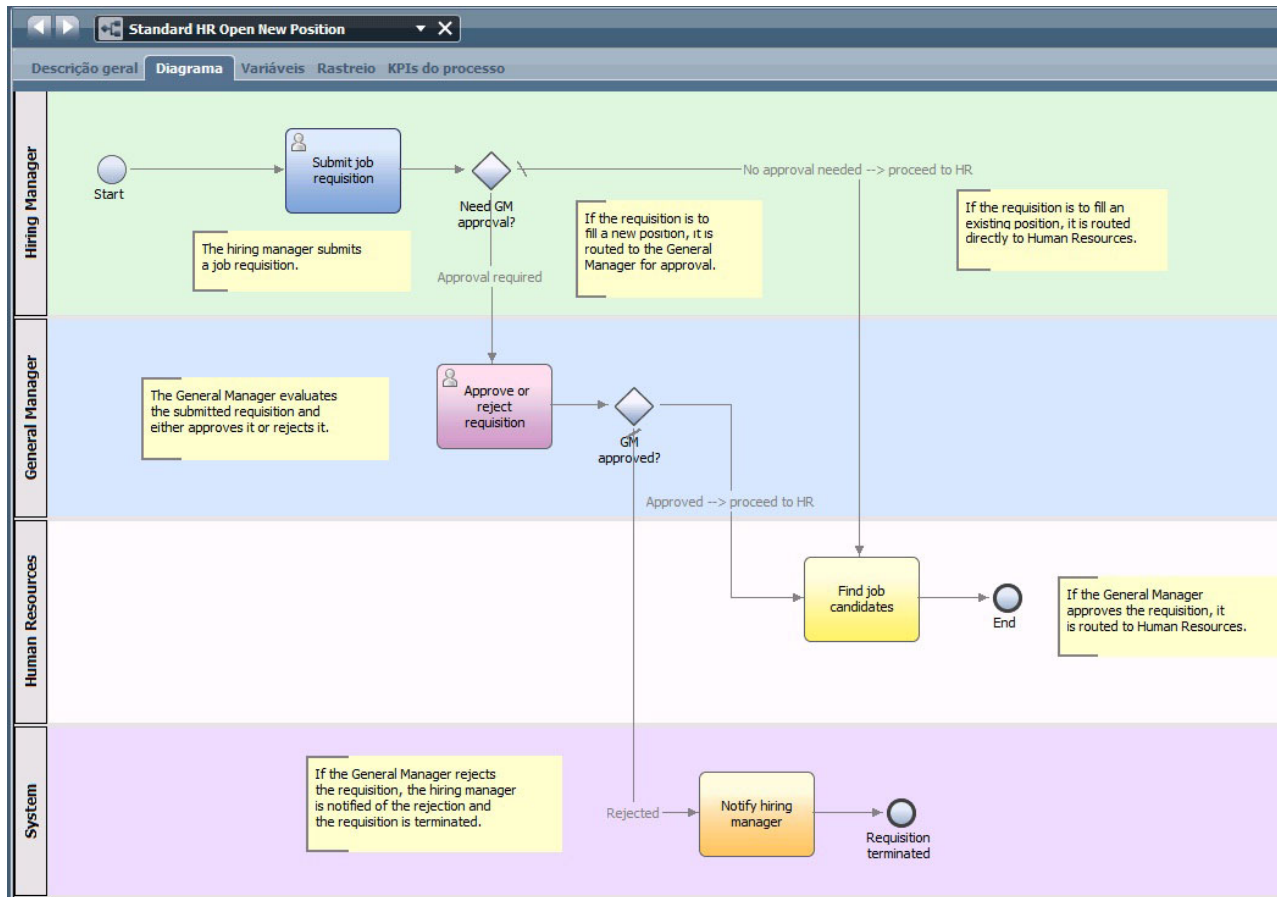 Standard HR Open New Position
Descrição geral Diagrama Variáveis Rastreio KPIs do processo
Hiring Manager
Start
Submit job
requisition
Need GM
approval?
No approval needed --> proceed to HR
The hiring manager submits
a job requisition.
If the requisition is to
fill a new position, it is
routed to the General
Manager for approval.
If the requisition is to fill an
existing position, it is routed
directly to Human Resources.
Approval required
General Manager
The General Manager evaluates
the submitted requisition and
either approves it or rejects it.
Approve or
reject
requisition
GM
approved?
Approved --> proceed to HR
Human Resources
Find job
candidates
End
If the General Manager
approves the requisition, it
is routed to Human Resources.
System
If the General Manager rejects
the requisition, the hiring manager
is notified of the rejection and
the requisition is terminated.
Rejected
Notify hiring
manager
Requisition
terminated